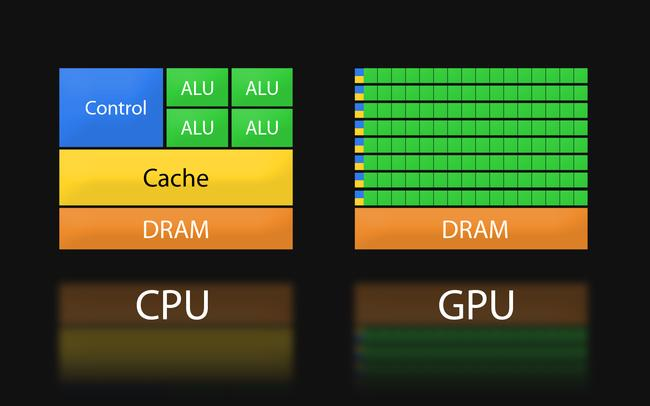 Control
ALU ALU
ALU ALU
Cache
DRAM
CPU
DRAM
GPU